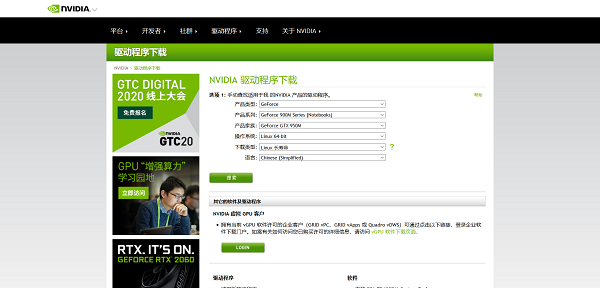 NVIDIA
平台 开发者 社群 驱动程序 支持 关于 NVIDIA
驱动程序下载
NVIDIA > 驱动程序下载
GTC DIGITAL
2020 线上大会
免费报名
NVIDIA
GTC20
GPU "增强算力"
学习园地
立即访问
RTX. IT'S ON.
GEFORCE RTX 2060
NVIDIA 驱动程序下载
选项 1: 手动查找适用于我的NVIDIA 产品的驱动程序。
帮助
产品类型: GeForce
产品系列: GeForce 900M Series (Notebooks)
产品家族: GeForce GTX 950M
操作系统: Linux 64-bit
下载类型: Linux 长寿命 ?
语言: Chinese (Simplified)
搜索
其它的软件及驱动程序
NVIDIA 虚拟 GPU 客户
拥有当前 vGPU 软件许可的企业客户（GRID vPC、GRID vApps 或 Quadro vDWS）可通过点击以下链接，登录企业软
件下载门户。如需有关如何访问您已购买许可的详细信息，请访问 vGPU 软件下载页面。
LOGIN
驱动程序 软件